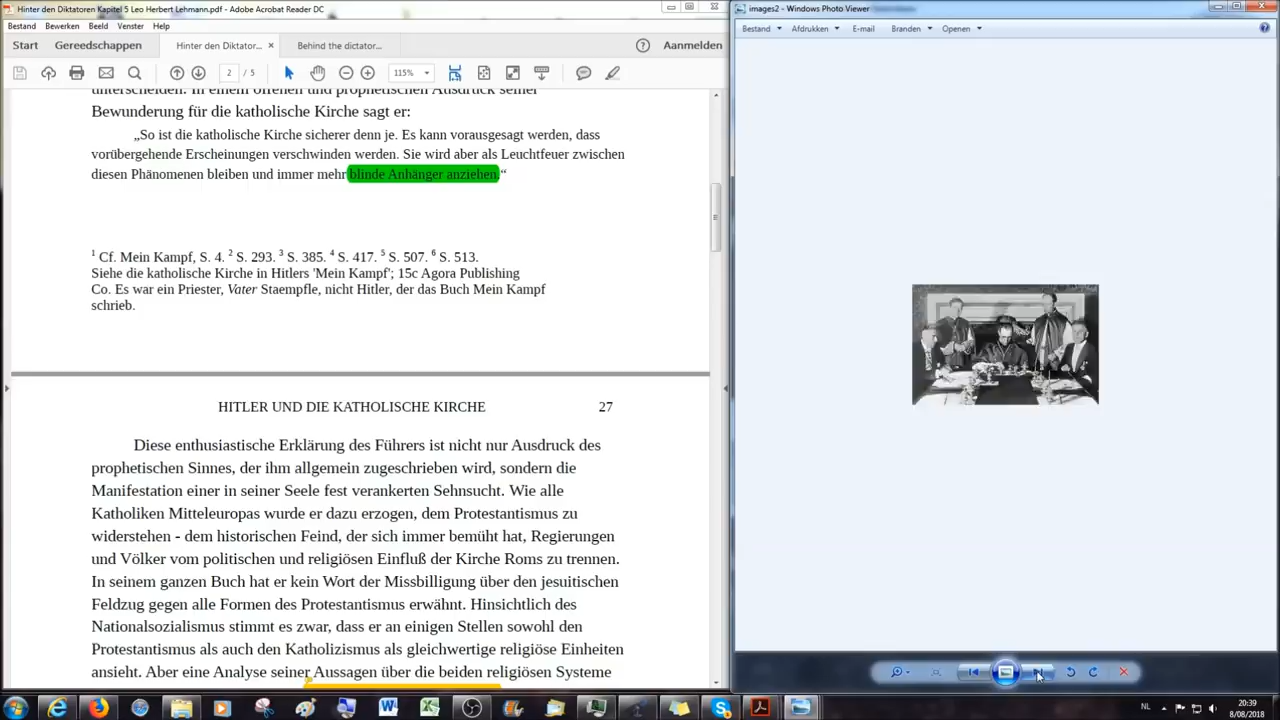 Hinter den Diktatoren Kapitel 5 Leo Herbert Lehmann.pdf - Adobe Acrobat Reader DC
Bestand Bewerken Beeld Venster Help
Start Gereedschappen Hinter den Diktator... × Behind the dictator... Aanmelden
2 / 5 115%
unterscheiden. In einem offenen und prophetischen Ausdruck seiner
Bewunderung für die katholische Kirche sagt er:
„So ist die katholische Kirche sicherer denn je. Es kann vorausgesagt werden, dass
vorübergehende Erscheinungen verschwinden werden. Sie wird aber als Leuchtfeuer zwischen
diesen Phänomenen bleiben und immer mehr blinde Anhänger anziehen.“
1 Cf. Mein Kampf, S. 4. 2 S. 293. 3 S. 385. 4 S. 417. 5 S. 507. 6 S. 513.
Siehe die katholische Kirche in Hitlers 'Mein Kampf'; 15c Agora Publishing
Co. Es war ein Priester, Vater Staempfle, nicht Hitler, der das Buch Mein Kampf
schrieb.
HITLER UND DIE KATHOLISCHE KIRCHE 27
Diese enthusiastische Erklärung des Führers ist nicht nur Ausdruck des
prophetischen Sinnes, der ihm allgemein zugeschrieben wird, sondern die
Manifestation einer in seiner Seele fest verankerten Sehnsucht. Wie alle
Katholiken Mitteleuropas wurde er dazu erzogen, dem Protestantismus zu
widerstehen - dem historischen Feind, der sich immer bemüht hat, Regierungen
und Völker vom politischen und religiösen Einfluß der Kirche Roms zu trennen.
In seinem ganzen Buch hat er kein Wort der Missbilligung über den jesuitischen
Feldzug gegen alle Formen des Protestantismus erwähnt. Hinsichtlich des
Nationalsozialismus stimmt es zwar, dass er an einigen Stellen sowohl den
Protestantismus als auch den Katholizismus als gleichwertige religiöse Einheiten
ansieht. Aber eine Analyse seiner Aussagen über die beiden religiösen Systeme
images2 - Windows Photo Viewer
Bestand Afdrukken E-mail Branden Openen
NL 20:39
8/08/2018